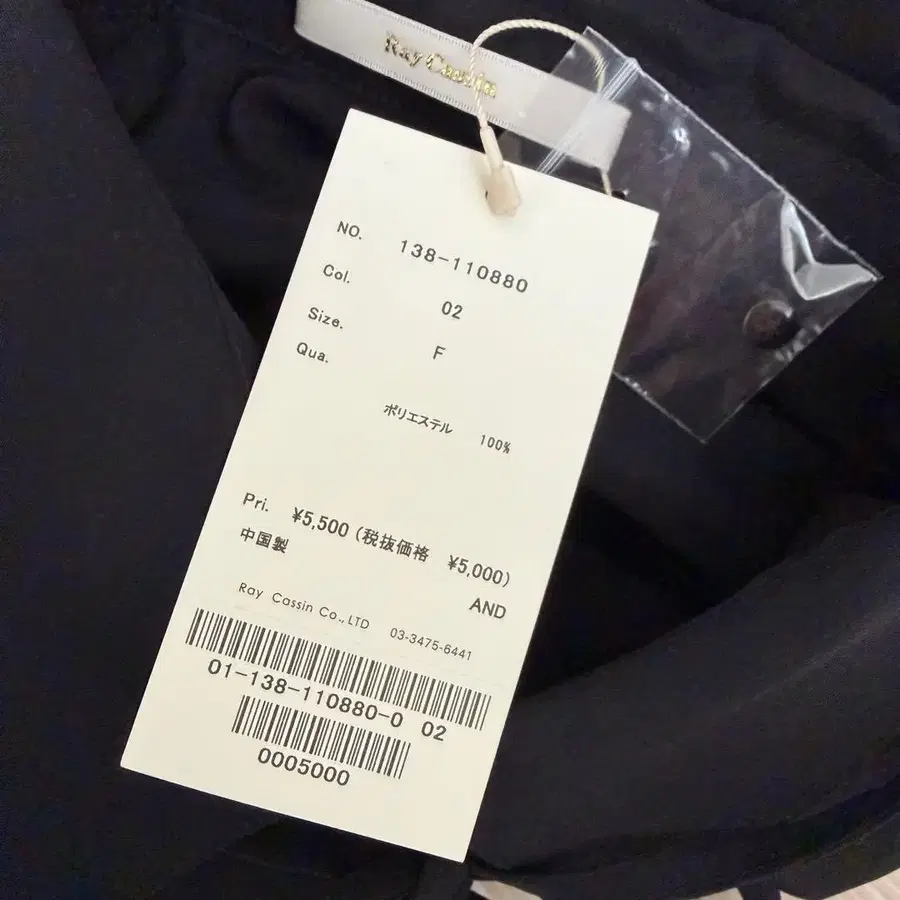 Ray Cassin
NO. 138-110880
Col. 02
Size. F
Qua.
ポリエステル 100%
Pri. ¥5,500 (税抜価格 ¥5,000)
中国製
AND
Ray Cassin Co.,LTD 03-3475-6441
01-138-110880-0 02
0005000